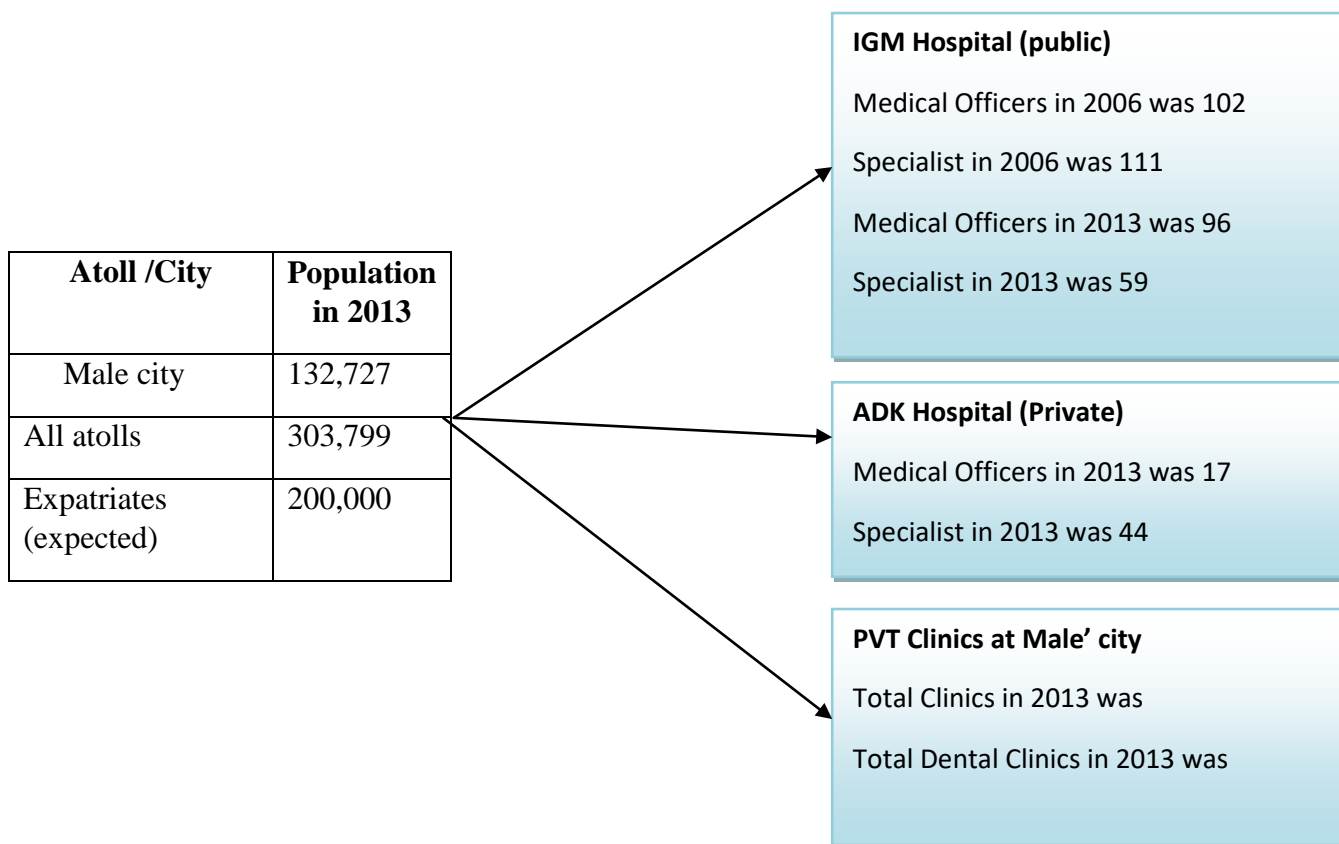 Atoll /City
Population
in 2013
Male city
132,727
All atolls
303,799
Expatriates
(expected)
200,000
IGM Hospital (public)
Medical Officers in 2006 was 102
Specialist in 2006 was 111
Medical Officers in 2013 was 96
Specialist in 2013 was 59
ADK Hospital (Private)
Medical Officers in 2013 was 17
Specialist in 2013 was 44
PVT Clinics at Male’ city
Total Clinics in 2013 was
Total Dental Clinics in 2013 was